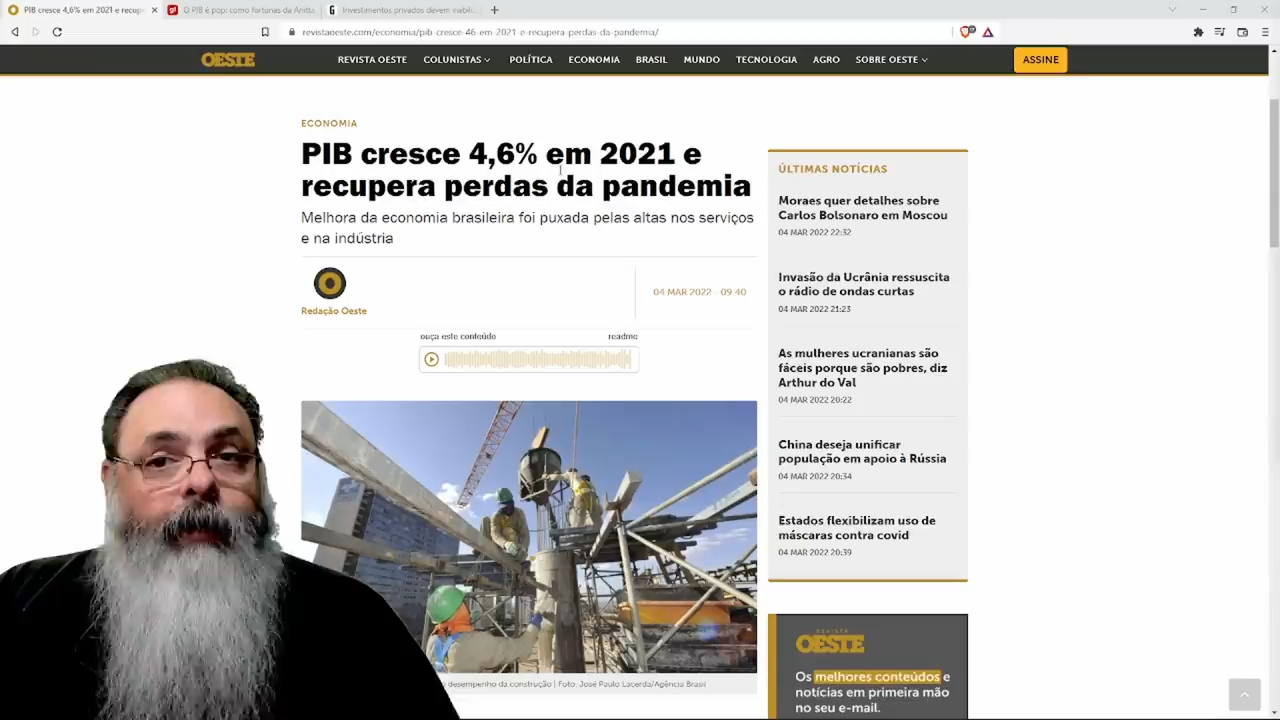 PIB cresce 4,6% em 2021 e recup
O PIB é pop: como fortunas da Anitta
Investimentos privados devem viabili
revistaoeste.com/economia/pib-cresce-46-em-2021-e-recupera-perdas-da-pandemia/
OESTE
REVISTA OESTE COLUNISTAS POLÍTICA ECONOMIA BRASIL MUNDO TECNOLOGIA AGRO SOBRE OESTE
ASSINE
ECONOMIA
PIB cresce 4,6% em 2021 e
recupera perdas da pandemia
Melhora da economia brasileira foi puxada pelas altas nos serviços
e na indústria
Redação Oeste
04 MAR 2022 - 09:40
ouça este conteúdo
readme
desempenho da construção | Foto: José Paulo Lacerda/Agência Brasil
ÚLTIMAS NOTÍCIAS
Moraes quer detalhes sobre
Carlos Bolsonaro em Moscou
04 MAR 2022 22:32
Invasão da Ucrânia ressuscita
o rádio de ondas curtas
04 MAR 2022 21:23
As mulheres ucranianas são
fáceis porque são pobres, diz
Arthur do Val
04 MAR 2022 20:22
China deseja unificar
população em apoio à Rússia
04 MAR 2022 20:34
Estados flexibilizam uso de
máscaras contra covid
04 MAR 2022 20:39
REVISTA
OESTE
Os melhores conteúdos e
notícias em primeira mão
no seu e-mail.